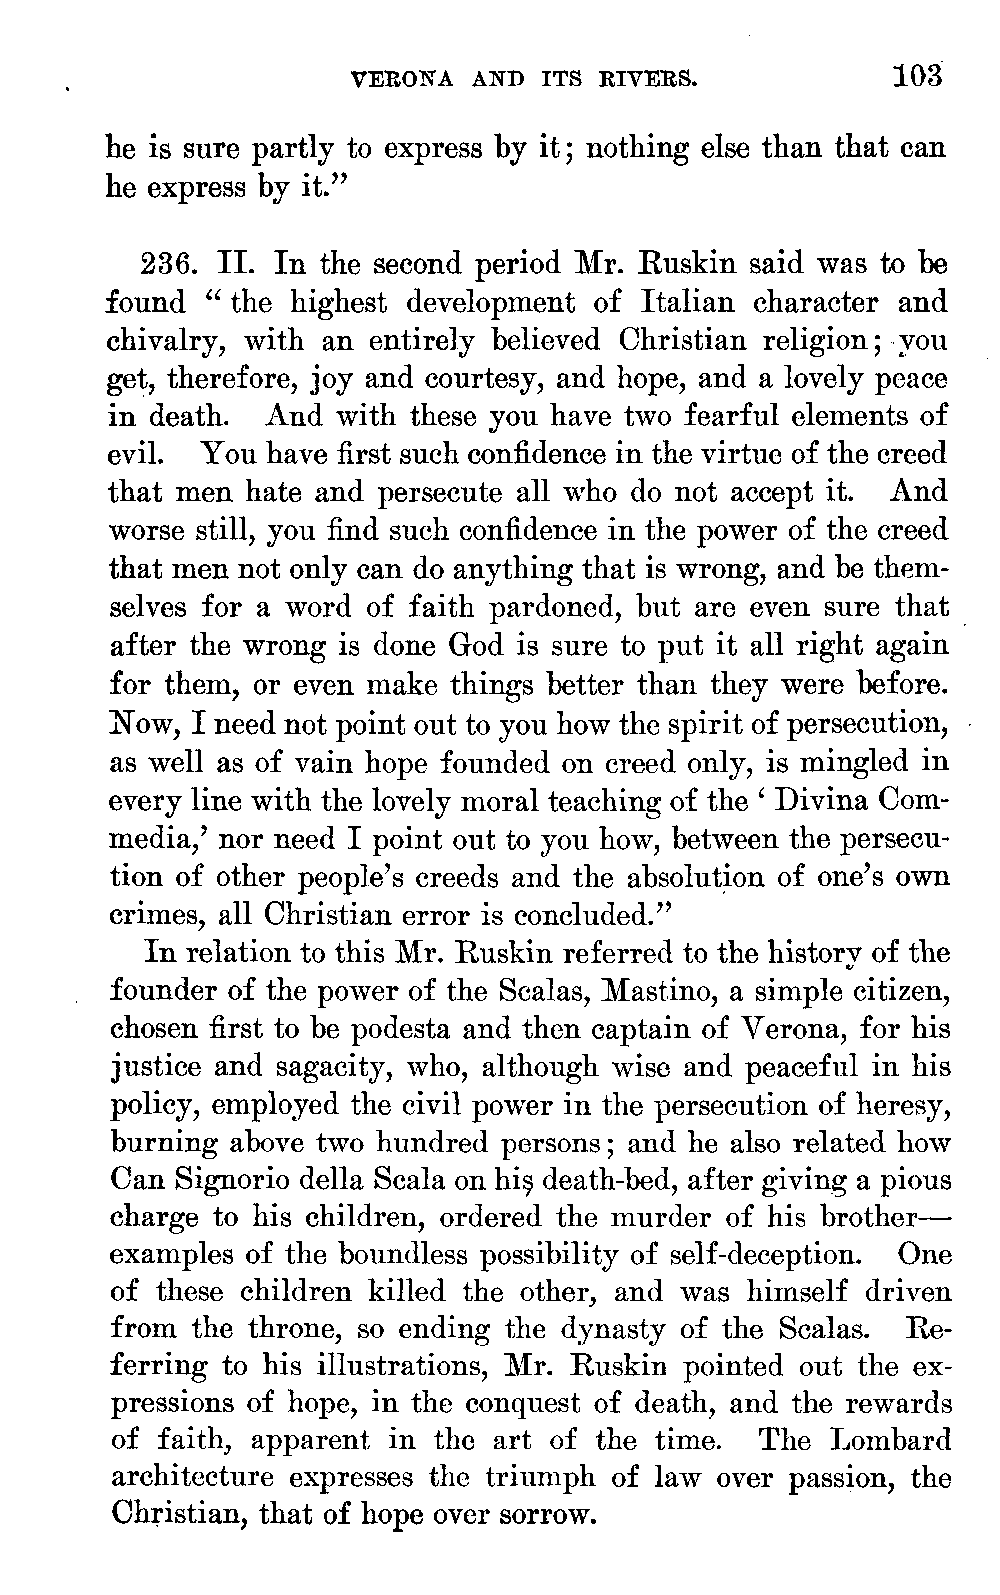 VERONA AND ITS RIVERS. 103
he is sure partly to express by it; nothing else than that can
he express by it.”
236. II. In the second period Mr. Ruskin said was to be
found “ the highest development of Italian character and
chivalry, with an entirely believed Christian religion; you
get, therefore, joy and courtesy, and hope, and a lovely peace
in death. And with these you have two fearful elements of
evil. You have first such confidence in the virtue of the creed
that men hate and persecute all who do not accept it. And
worse still, you find such confidence in the power of the creed
that men not only can do anything that is wrong, and be them-
selves for a word of faith pardoned, but are even sure that
after the wrong is done God is sure to put it all right again
for them, or even make things better than they were before.
Now, I need not point out to you how the spirit of persecution,
as well as of vain hope founded on creed only, is mingled in
every line with the lovely moral teaching of the ‘ Divina Com-
media,’ nor need I point out to you how, between the persecu-
tion of other people’s creeds and the absolution of one’s own
crimes, all Christian error is concluded.”
In relation to this Mr. Ruskin referred to the history of the
founder of the power of the Scalas, Mastino, a simple citizen,
chosen first to be podesta and then captain of Verona, for his
justice and sagacity, who, although wise and peaceful in his
policy, employed the civil power in the persecution of heresy,
burning above two hundred persons; and he also related how
Can Signorio della Scala on his death-bed, after giving a pious
charge to his children, ordered the murder of his brother—
examples of the boundless possibility of self-deception. One
of these children killed the other, and was himself driven
from the throne, so ending the dynasty of the Scalas. Re-
ferring to his illustrations, Mr. Ruskin pointed out the ex-
pressions of hope, in the conquest of death, and the rewards
of faith, apparent in the art of the time. The Lombard
architecture expresses the triumph of law over passion, the
Christian, that of hope over sorrow.